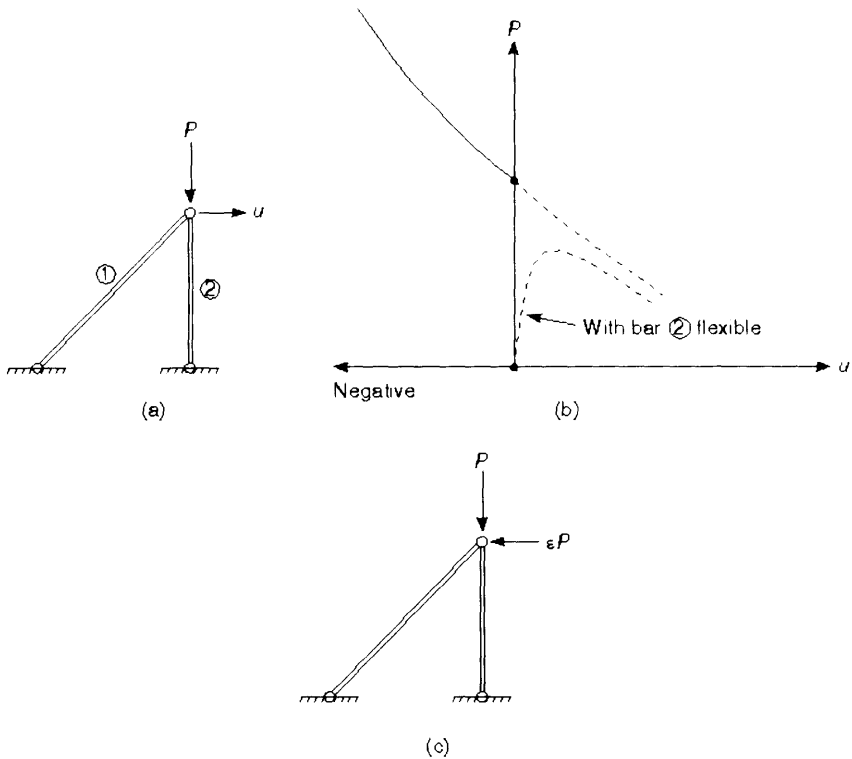 P
u
①
②
(a)
P
With bar ② flexible
u
Negative
(b)
P
εP
(c)